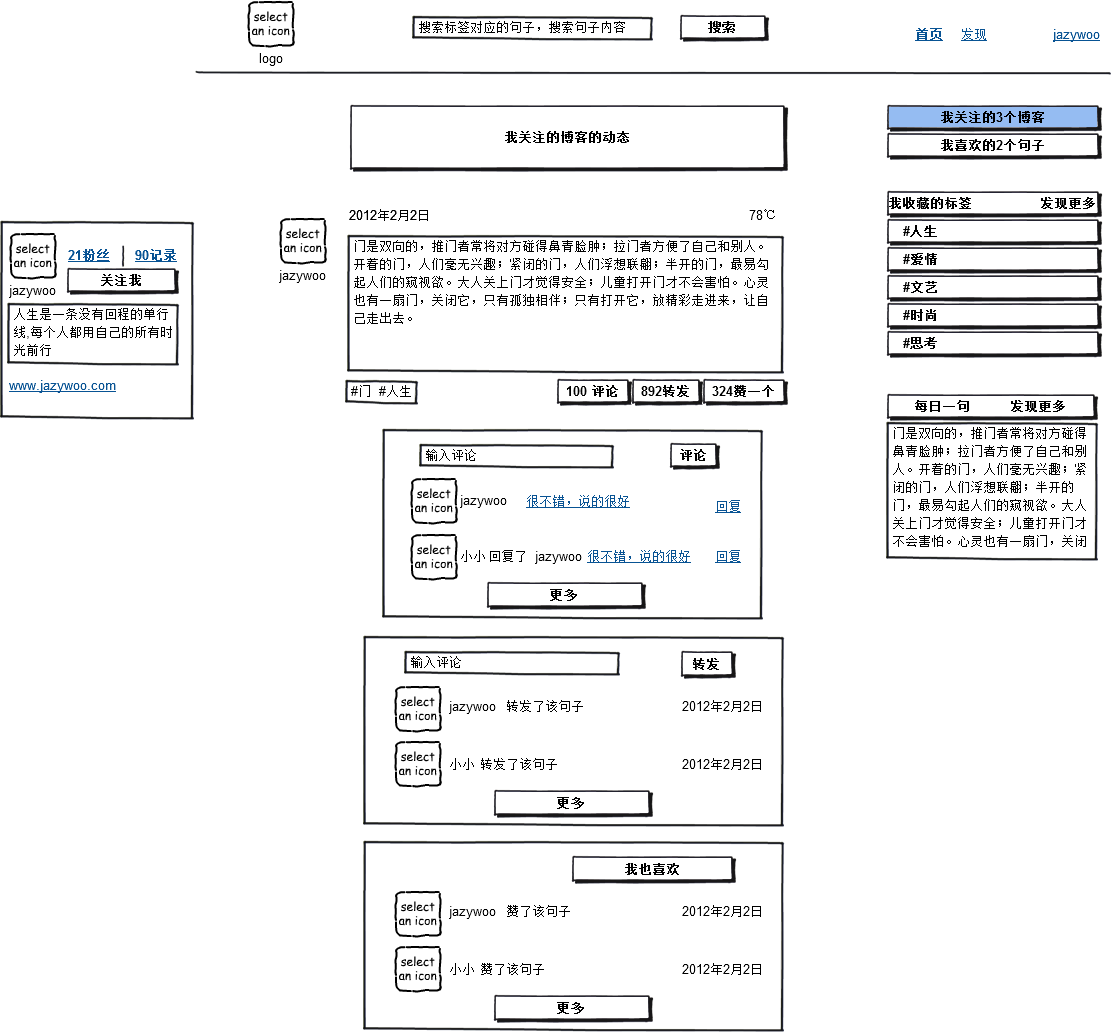 select
an icon
logo
搜索标签对应的句子，搜索句子内容
搜索
首页
发现
jazywoo
我关注的博客的动态
我关注的3个博客
我喜欢的2个句子
我收藏的标签
发现更多
#人生
#爱情
#文艺
#时尚
#思考
每日一句
发现更多
门是双向的，推门者常将对方碰得
鼻青脸肿；拉门者方便了自己和别
人。开着的门，人们毫无兴趣；紧
闭的门，人们浮想联翩；半开的
门，最易勾起人们的窥视欲。大人
关上门才觉得安全；儿童打开门才
不会害怕。心灵也有一扇门，关闭
select
an icon
jazywoo
21粉丝
90记录
关注我
人生是一条没有回程的单行
线,每个人都用自己的所有时
光前行
www.jazywoo.com
select
an icon
jazywoo
2012年2月2日
78℃
门是双向的，推门者常将对方碰得鼻青脸肿；拉门者方便了自己和别人。
开着的门，人们毫无兴趣；紧闭的门，人们浮想联翩；半开的门，最易勾
起人们的窥视欲。大人关上门才觉得安全；儿童打开门才不会害怕。心灵
也有一扇门，关闭它，只有孤独相伴；只有打开它，放精彩走进来，让自
己走出去。
#门 #人生
100 评论
892转发
324赞一个
输入评论
评论
select
an icon
jazywoo
很不错，说的很好
回复
select
an icon
小小 回复了 jazywoo 很不错，说的很好
回复
更多
输入评论
转发
select
an icon
jazywoo 转发了该句子
2012年2月2日
select
an icon
小小 转发了该句子
2012年2月2日
更多
我也喜欢
select
an icon
jazywoo 赞了该句子
2012年2月2日
select
an icon
小小 赞了该句子
2012年2月2日
更多